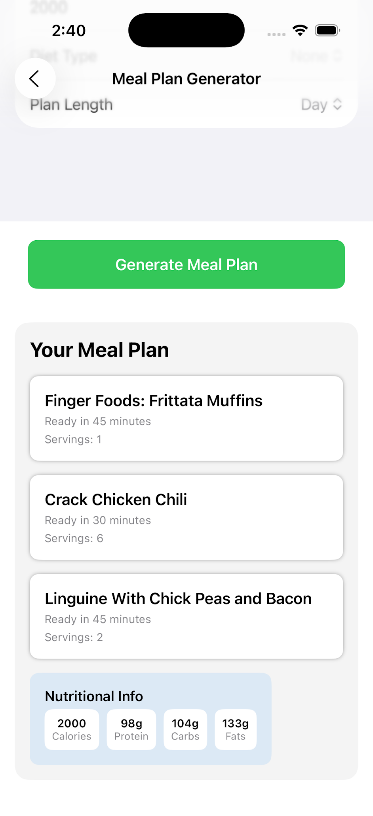 2000
2:40
Diet Type
None
Meal Plan Generator
Plan Length
Day
Generate Meal Plan
Your Meal Plan
Finger Foods: Frittata Muffins
Ready in 45 minutes
Servings: 1
Crack Chicken Chili
Ready in 30 minutes
Servings: 6
Linguine With Chick Peas and Bacon
Ready in 45 minutes
Servings: 2
Nutritional Info
2000 98g 104g 133g
Calories Protein Carbs Fats